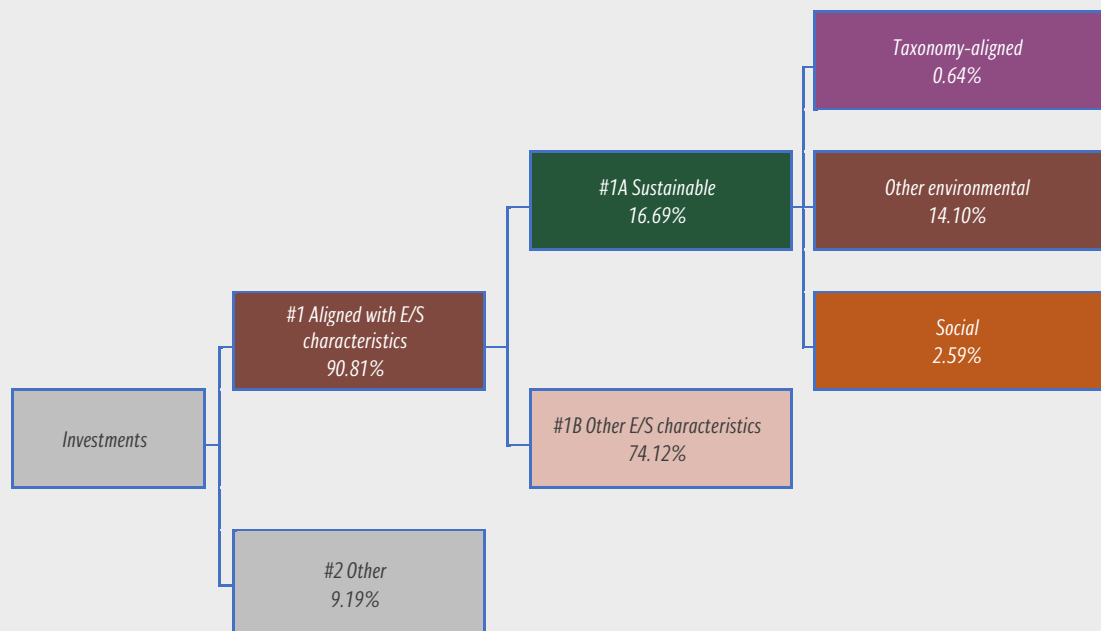 Taxonomy-aligned
0.64%
#1A Sustainable
16.69%
Other environmental
14.10%
#1 Aligned with E/S
characteristics
90.81%
Social
2.59%
Investments
#1B Other E/S characteristics
74.12%
#2 Other
9.19%